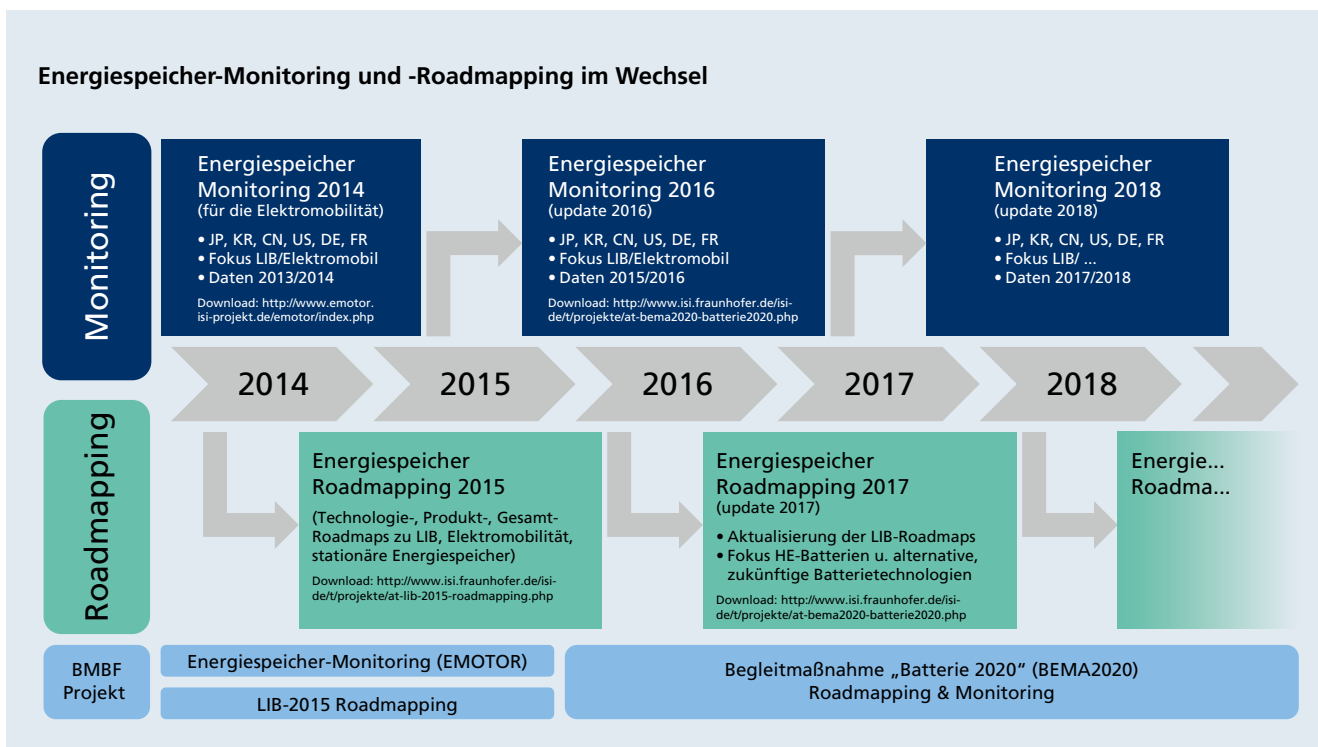 Energiespeicher-Monitoring und -Roadmapping im Wechsel
Monitoring
Energiespeicher
Monitoring 2014
(für die Elektromobilität)
• JP, KR, CN, US, DE, FR
• Fokus LIB/Elektromobil
• Daten 2013/2014
Download: http://www.emotor.
isi-projekt.de/emotor/index.php
Energiespeicher
Monitoring 2016
(update 2016)
• JP, KR, CN, US, DE, FR
• Fokus LIB/Elektromobil
• Daten 2015/2016
Download: http://www.isi.fraunhofer.de/isi-
de/t/projekte/at-bema2020-batterie2020.php
Energiespeicher
Monitoring 2018
(update 2018)
• JP, KR, CN, US, DE, FR
• Fokus LIB/ ...
• Daten 2017/2018
2014
2015
2016
2017
2018
Roadmapping
Energiespeicher
Roadmapping 2015
(Technologie-, Produkt-, Gesamt-
Roadmaps zu LIB, Elektromobilität,
stationäre Energiespeicher)
Download: http://www.isi.fraunhofer.de/isi-
de/t/projekte/at-lib-2015-roadmapping.php
Energiespeicher
Roadmapping 2017
(update 2017)
• Aktualisierung der LIB-Roadmaps
• Fokus HE-Batterien u. alternative,
zukünftige Batterietechnologien
Download: http://www.isi.fraunhofer.de/isi-
de/t/projekte/at-bema2020-batterie2020.php
Energie...
Roadma...
BMBF
Projekt
Energiespeicher-Monitoring (EMOTOR)
LIB-2015 Roadmapping
Begleitmaßnahme „Batterie 2020“ (BEMA2020)
Roadmapping & Monitoring